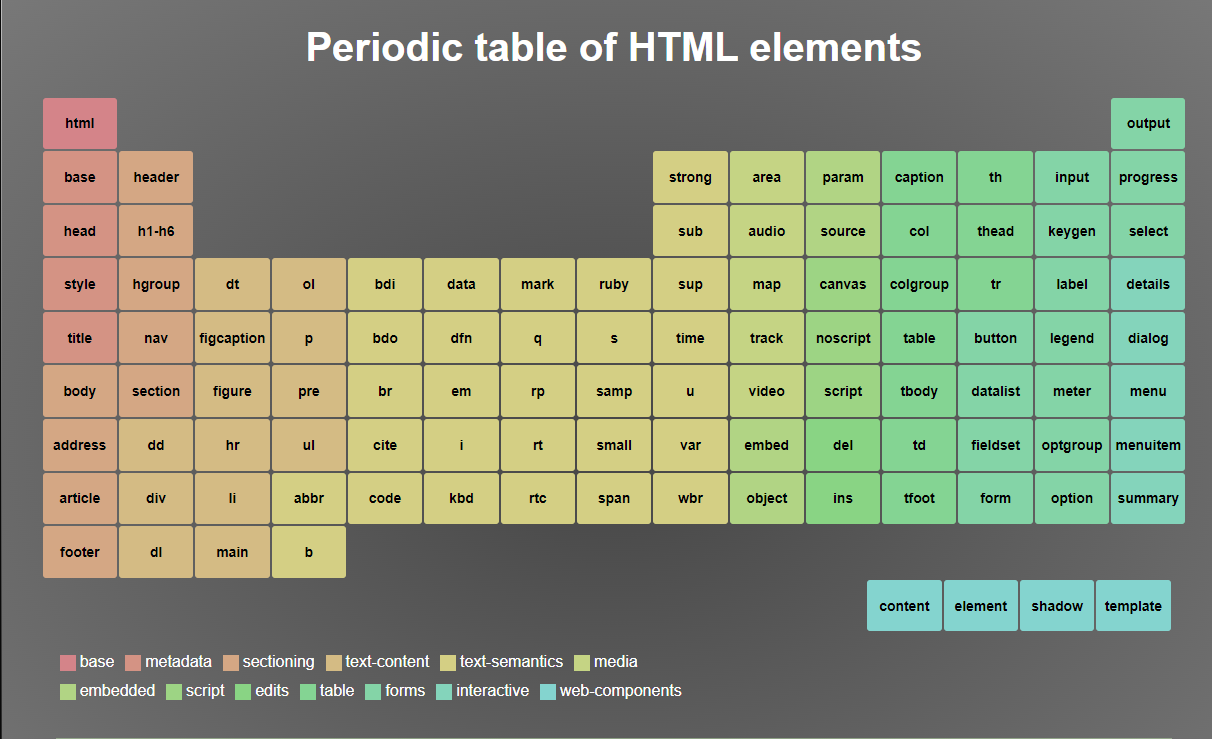 Periodic table of HTML elements
html output
base header strong area param caption th input progress
head h1-h6 sub audio source col thead keygen select
style hgroup dt ol bdi data mark ruby sup map canvas colgroup tr label details
title nav figcaption p bdo dfn q s time track noscript table button legend dialog
body section figure pre br em rp samp u video script tbody datalist meter menu
address dd hr ul cite i rt small var embed del td fieldset optgroup menuitem
article div li abbr code kbd rtc span wbr object ins tfoot form option summary
footer dl main b
content element shadow template
base metadata sectioning text-content text-semantics media
embedded script edits table forms interactive web-components